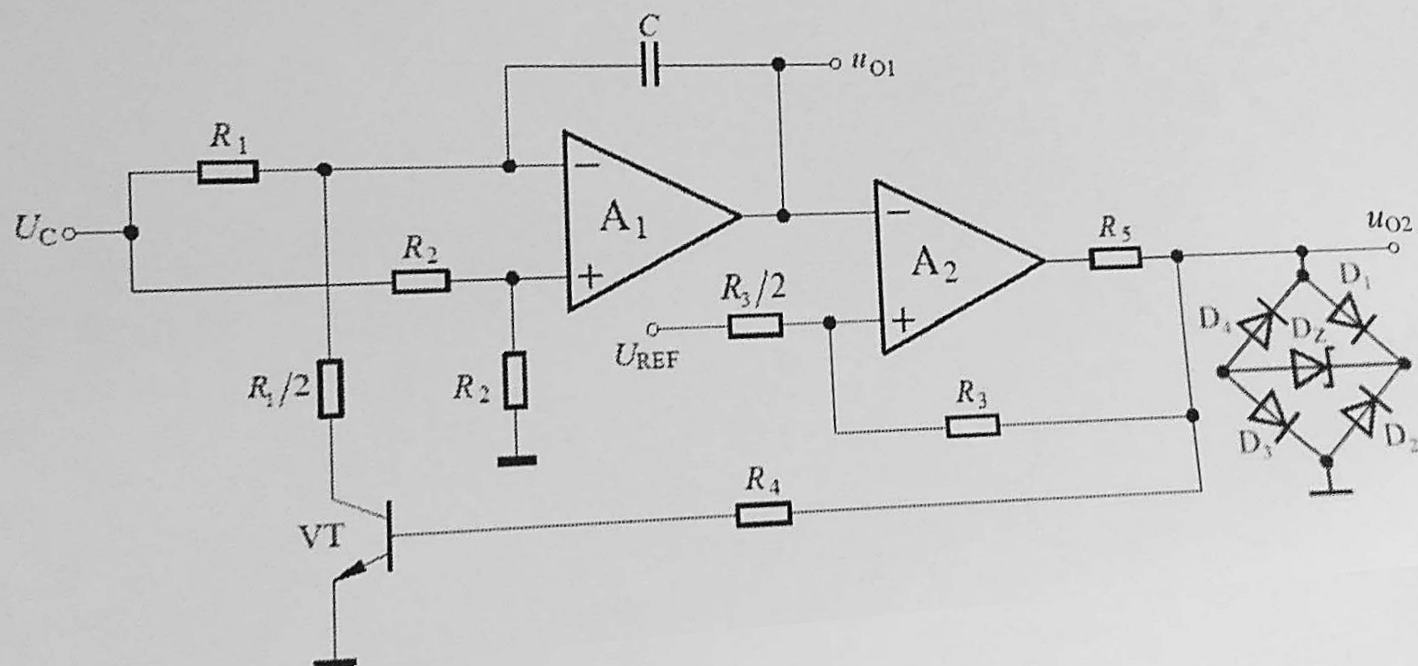 C
u_O1
R_1
U_C
A_1
R_2
R_1/2
R_2
R_3/2
U_REF
A_2
R_5
u_O2
D_1
D_4
D_Z
D_3
D_2
R_3
R_4
VT